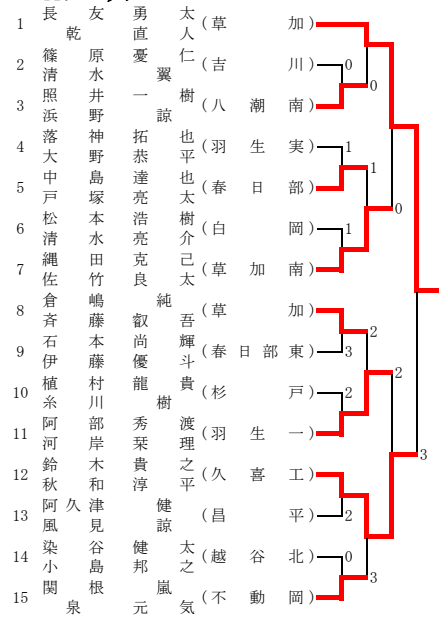 1 長友勇太 (草加)
乾直人
2 篠原憂仁 (吉川) 0
清水翼
0
3 照井一樹 (八潮南)
浜野諒
4 落神拓也 (羽生実) 1
大野恭平
1
5 中島達也 (春日部)
戸塚亮太
0
6 松本浩樹 (白岡) 1
清水亮介
7 縄田克己 (草加南)
佐竹良太
8 倉嶋純 (草加)
斉藤叡吾
2
9 石本尚輝 (春日部東) 3
伊藤優斗
2
10 植村龍貴 (杉戸) 2
糸川樹
11 阿部秀渡 (羽生一)
河岸栞理
3
12 鈴木貴之 (久喜工)
秋和淳平
13 阿久津健 (昌平) 2
風見諒
14 染谷健太 (越谷北) 0
小島邦之
3
15 関根嵐 (不動岡)
泉元気